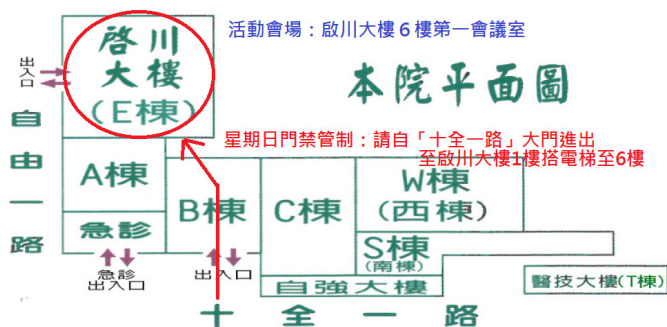 活動會場：啟川大樓６樓第一會議室
啓川
大樓
(E棟)
出入口
本院平面圖
自由一路
星期日門禁管制：請自「十全一路」大門進出
至啟川大樓1樓搭電梯至6樓
A棟
B棟
C棟
W棟
(西棟)
急診
S棟
(南棟)
急診
出入口
出入口
自強大樓
醫技大樓(T棟)
十全一路